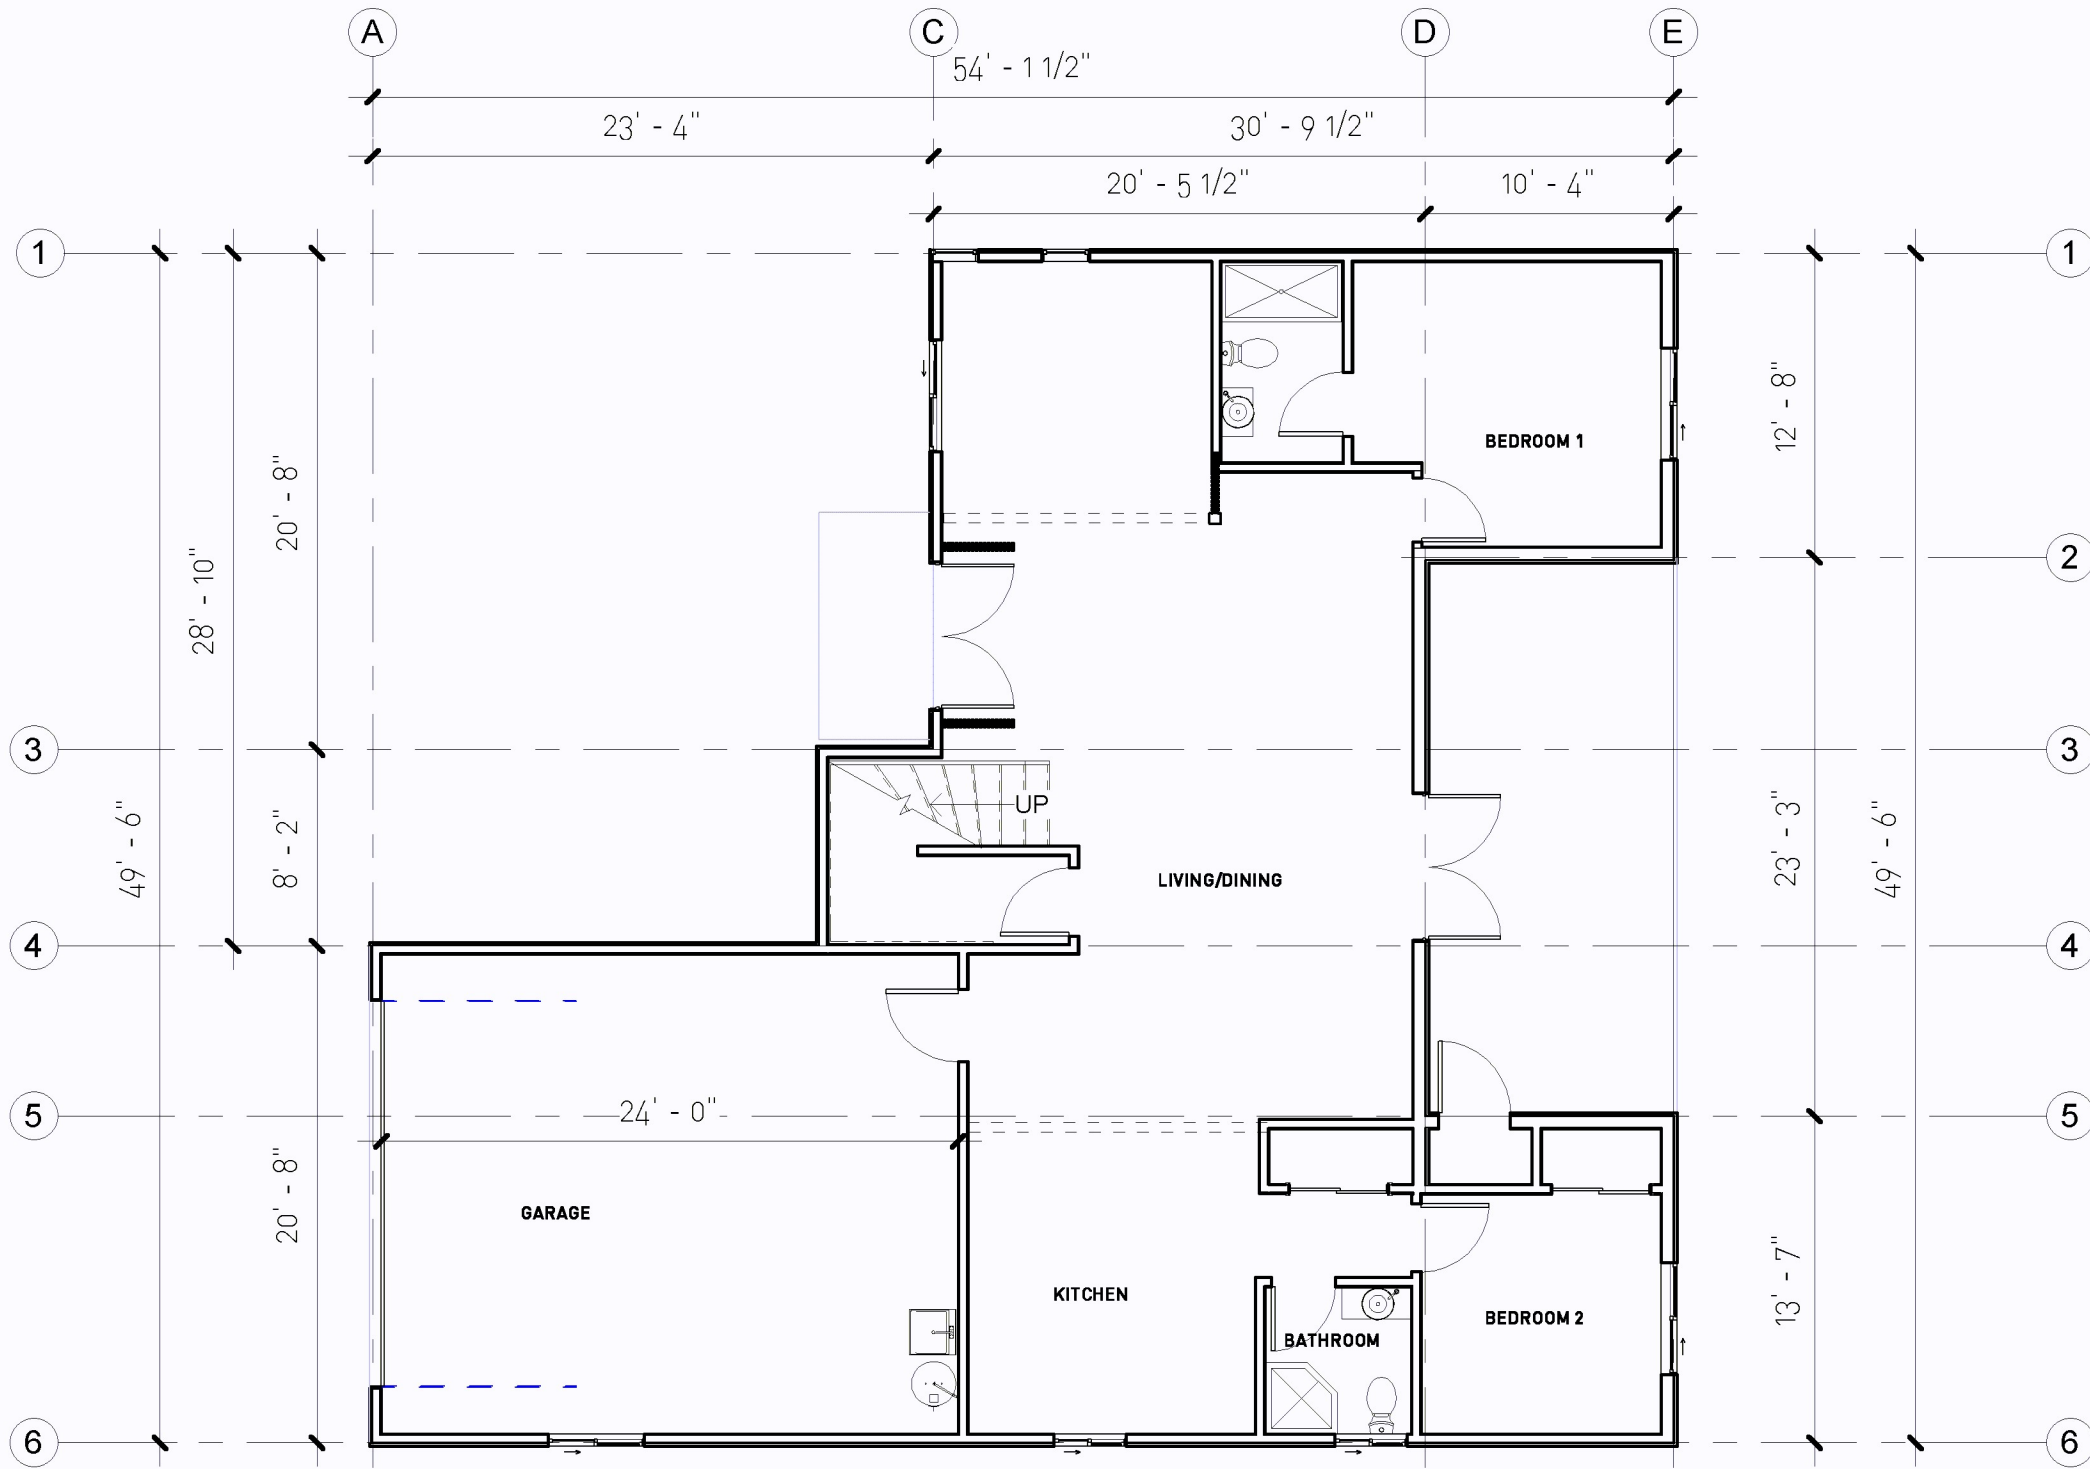 A
C
D
E
54' - 1 1/2"
23' - 4"
30' - 9 1/2"
20' - 5 1/2"
10' - 4"
1
1
12' - 8"
BEDROOM 1
20' - 8"
28' - 10"
2
3
3
UP
49' - 6"
8' - 2"
23' - 3"
49' - 6"
LIVING/DINING
4
4
5
24' - 0"
5
20' - 8"
GARAGE
KITCHEN
13' - 7"
BEDROOM 2
BATHROOM
6
6